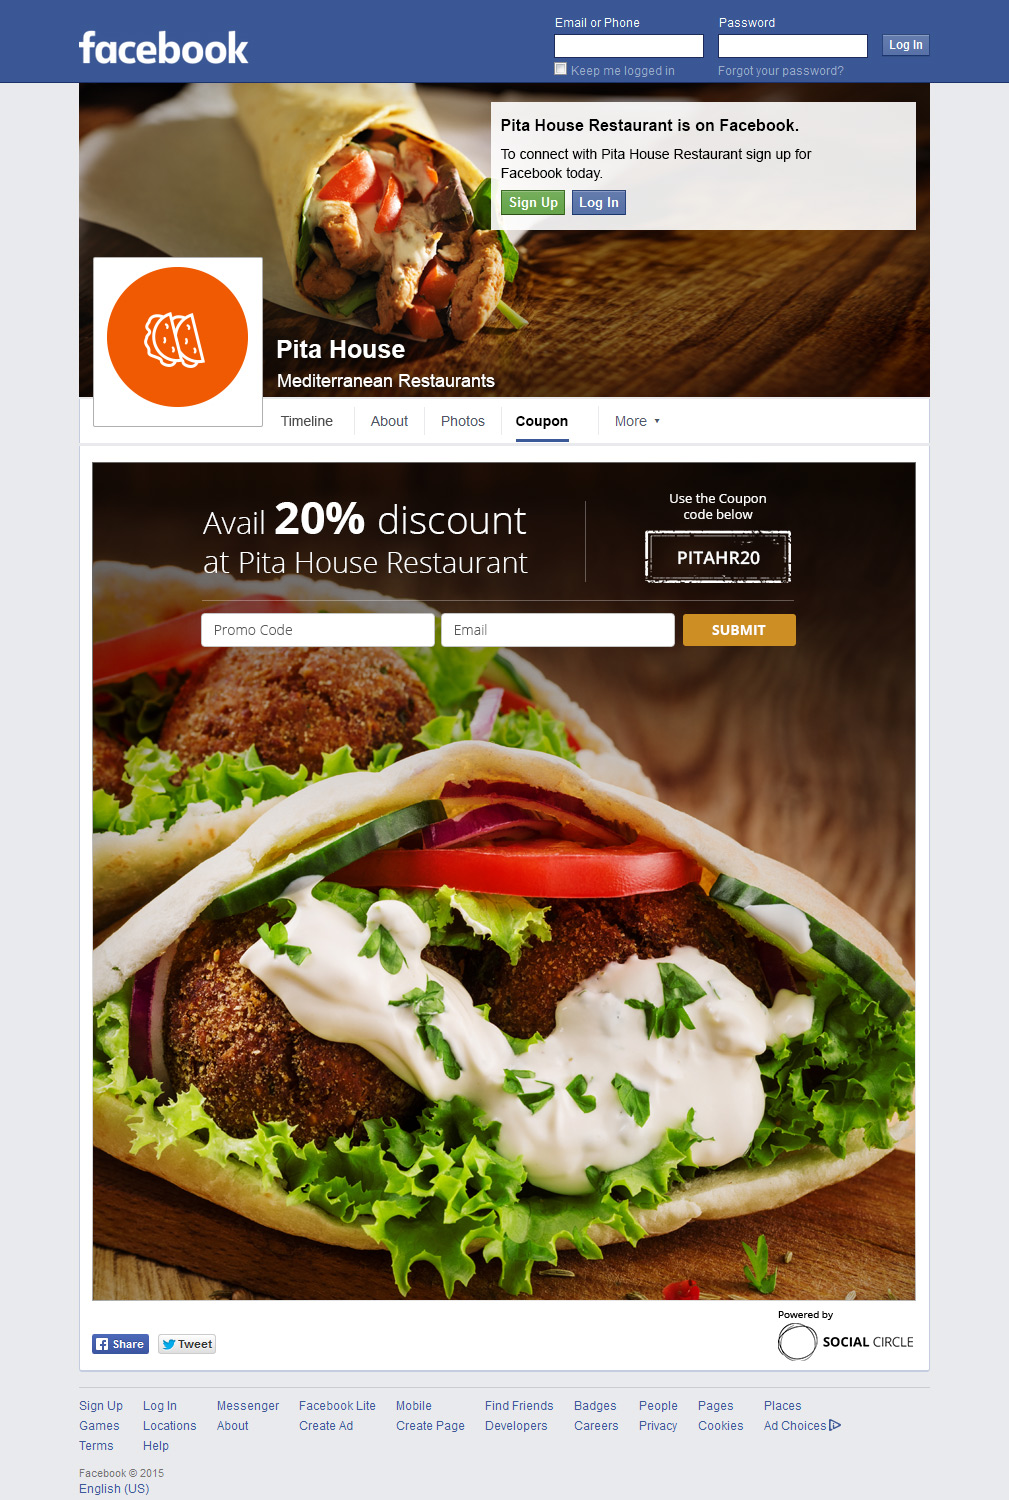 facebook
Email or Phone
Password
Log In
Keep me logged in
Forgot your password?
Pita House Restaurant is on Facebook.
To connect with Pita House Restaurant sign up for
Facebook today.
Sign Up
Log In
Pita House
Mediterranean Restaurants
Timeline
About
Photos
Coupon
More
Avail 20% discount
at Pita House Restaurant
Use the Coupon
code below
PITAHR20
Promo Code
Email
SUBMIT
Share
Tweet
Powered by
SOCIAL CIRCLE
Sign Up Log In Messenger Facebook Lite Mobile Find Friends Badges People Pages Places
Games Locations About Create Ad Create Page Developers Careers Privacy Cookies Ad Choices
Terms Help
Facebook © 2015
English (US)